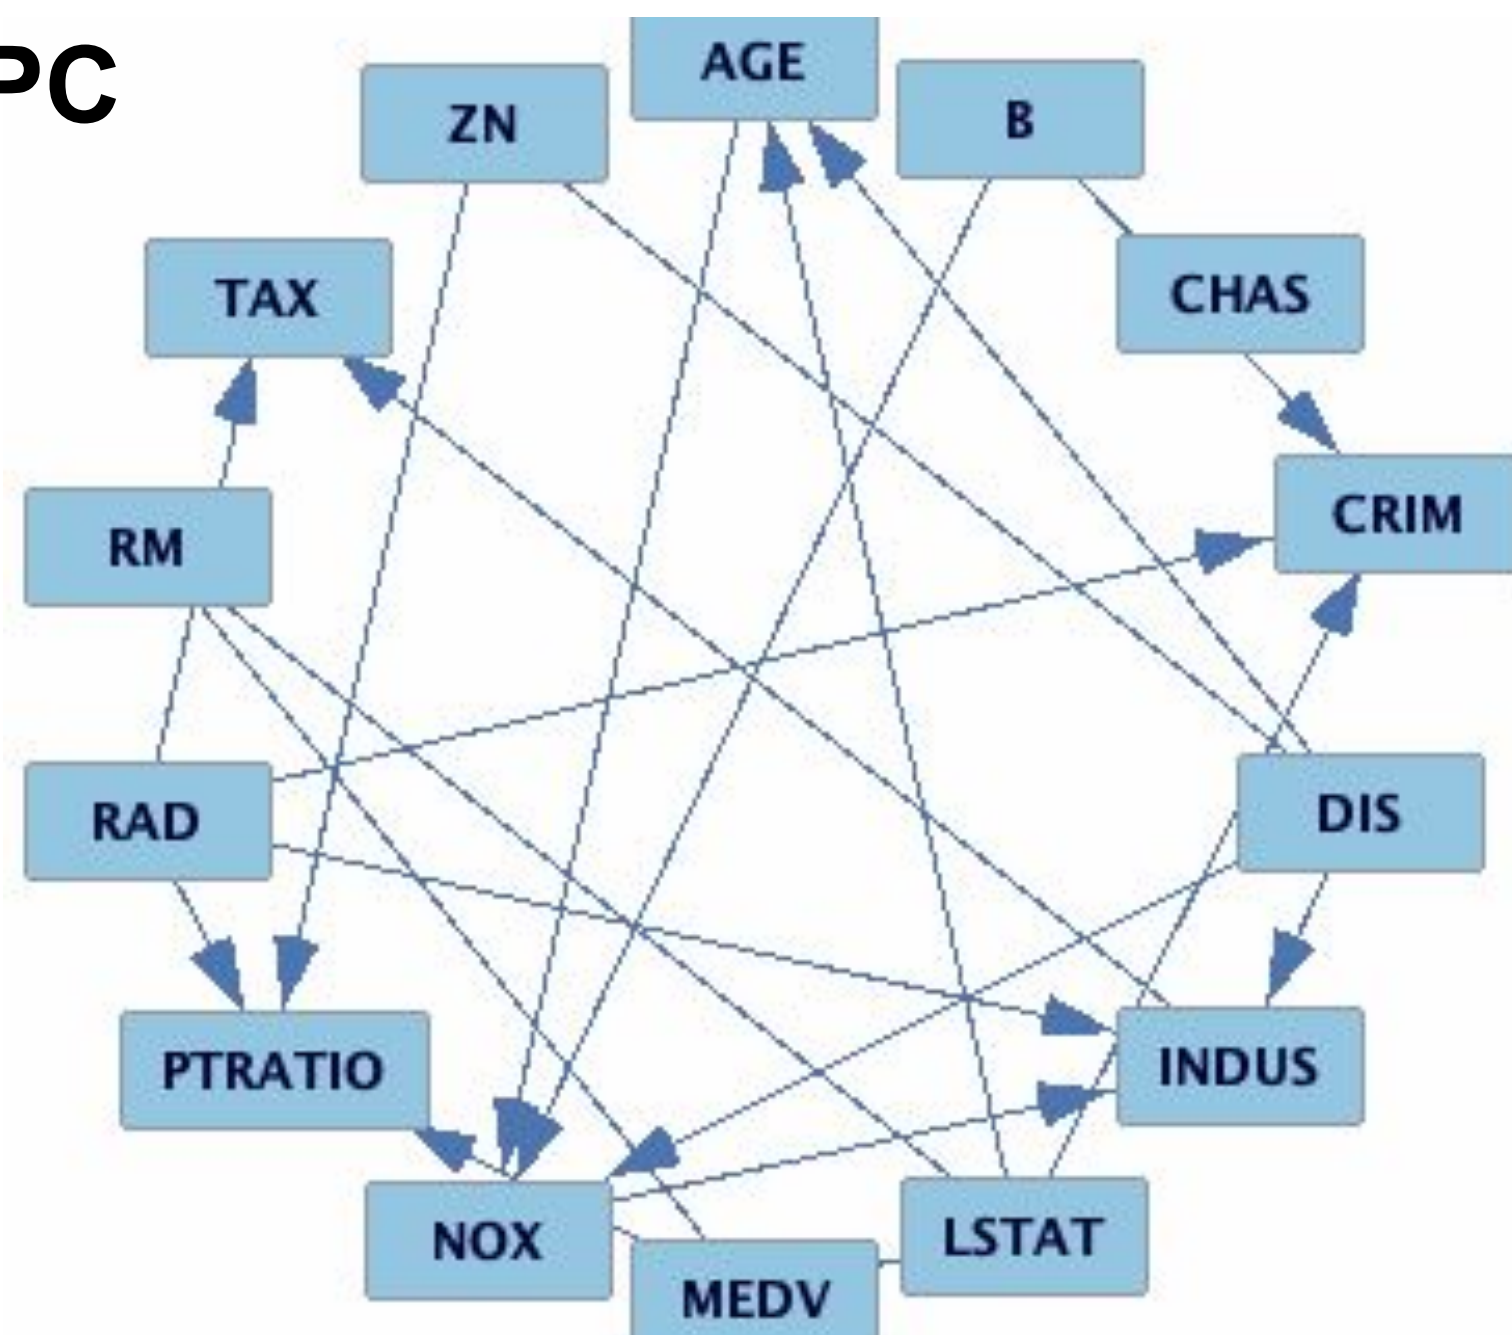 PC
AGE
ZN
B
TAX
CHAS
CRIM
RM
RAD
DIS
PTRATIO
INDUS
NOX
LSTAT
MEDV